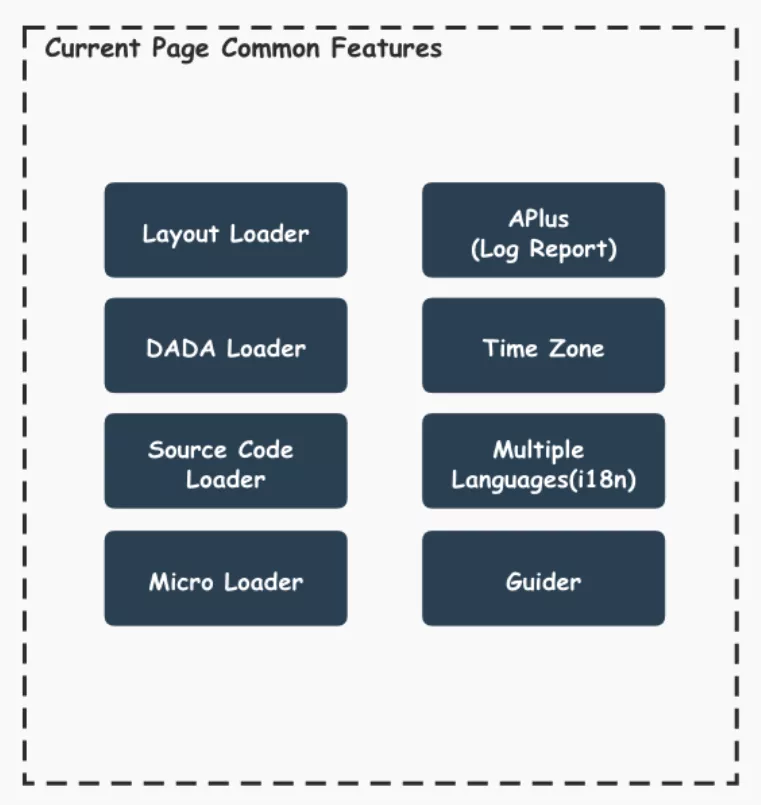 Current Page Common Features
Layout Loader
APlus
(Log Report)
DADA Loader
Time Zone
Source Code
Loader
Multiple
Languages(i18n)
Micro Loader
Guider